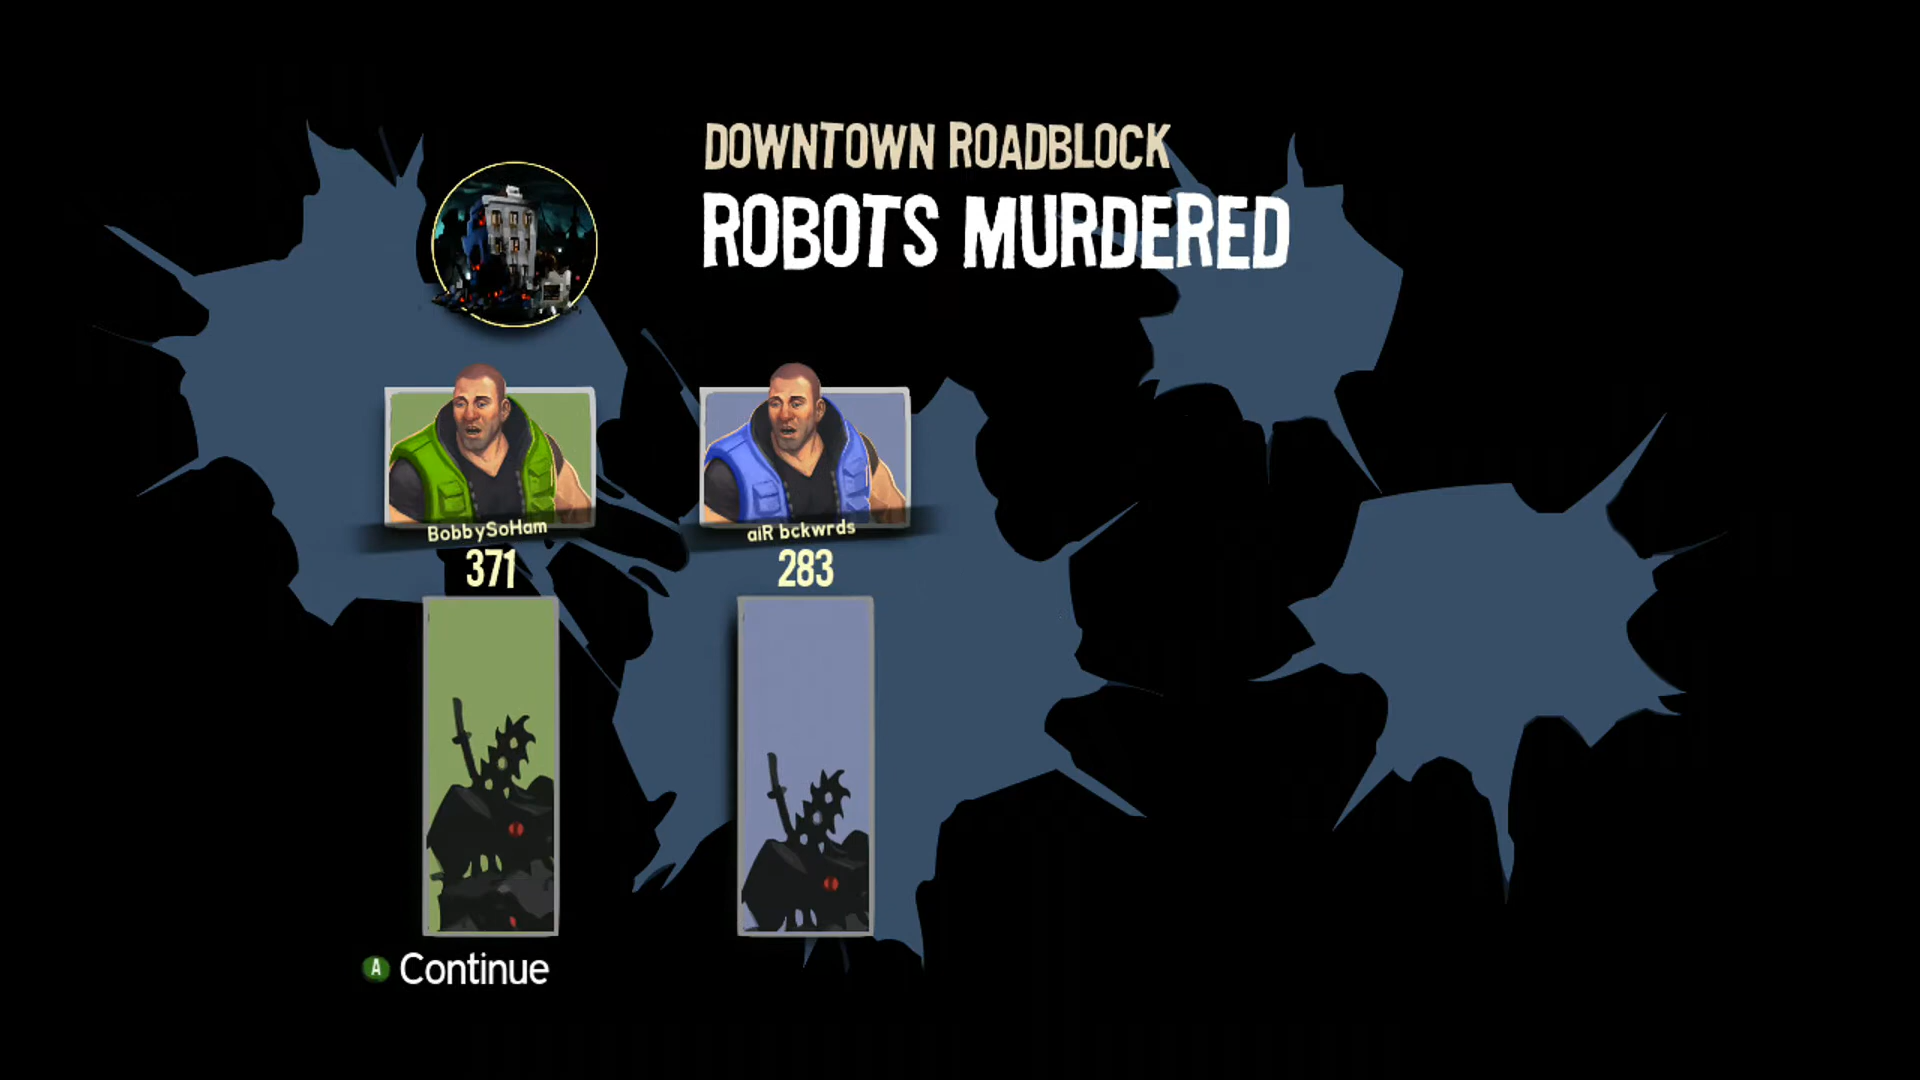 DOWNTOWN ROADBLOCK
ROBOTS MURDERED
BobbySoHam
aiR bckwrds
371
283
A Continue